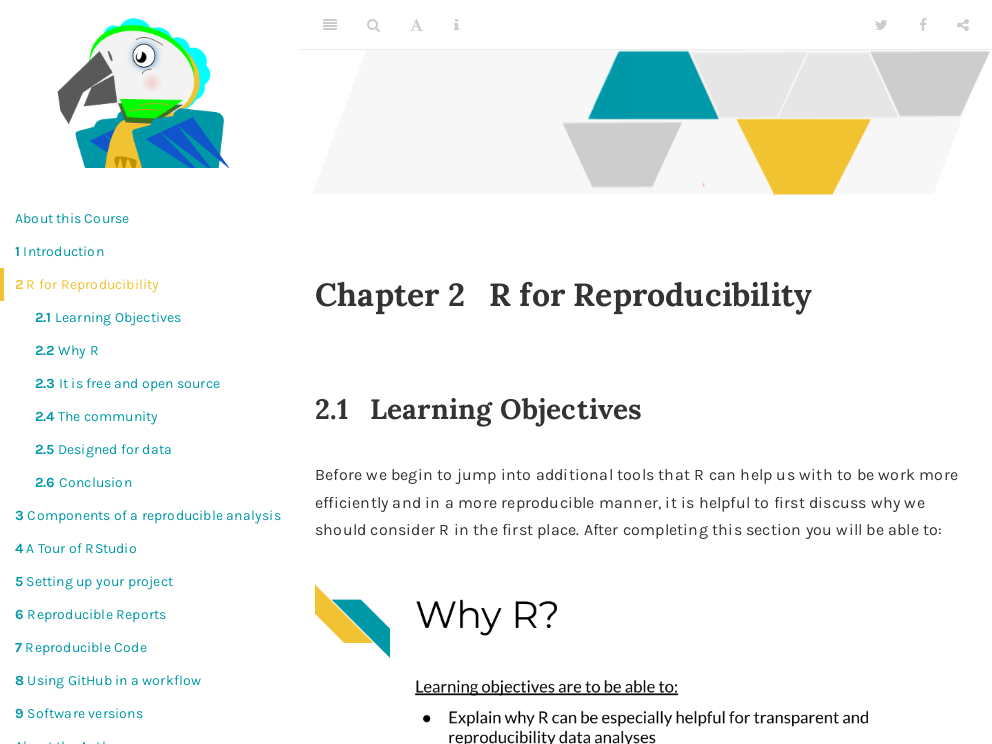 About this Course
1 Introduction
2 R for Reproducibility
2.1 Learning Objectives
2.2 Why R
2.3 It is free and open source
2.4 The community
2.5 Designed for data
2.6 Conclusion
3 Components of a reproducible analysis
4 A Tour of RStudio
5 Setting up your project
6 Reproducible Reports
7 Reproducible Code
8 Using GitHub in a workflow
9 Software versions
Chapter 2 R for Reproducibility
2.1 Learning Objectives
Before we begin to jump into additional tools that R can help us with to be work more
efficiently and in a more reproducible manner, it is helpful to first discuss why we
should consider R in the first place. After completing this section you will be able to:
Why R?
Learning objectives are to be able to:
● Explain why R can be especially helpful for transparent and
reproducibility data analyses